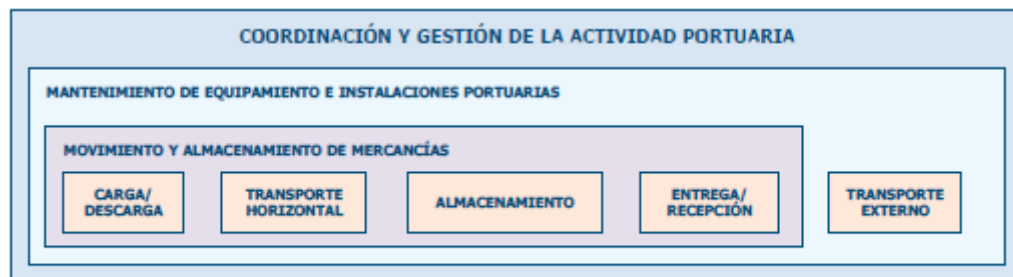 COORDINACIÓN Y GESTIÓN DE LA ACTIVIDAD PORTUARIA
MANTENIMIENTO DE EQUIPAMIENTO E INSTALACIONES PORTUARIAS
MOVIMIENTO Y ALMACENAMIENTO DE MERCANCÍAS
CARGA/
DESCARGA
TRANSPORTE
HORIZONTAL
ALMACENAMIENTO
ENTREGA/
RECEPCIÓN
TRANSPORTE
EXTERNO